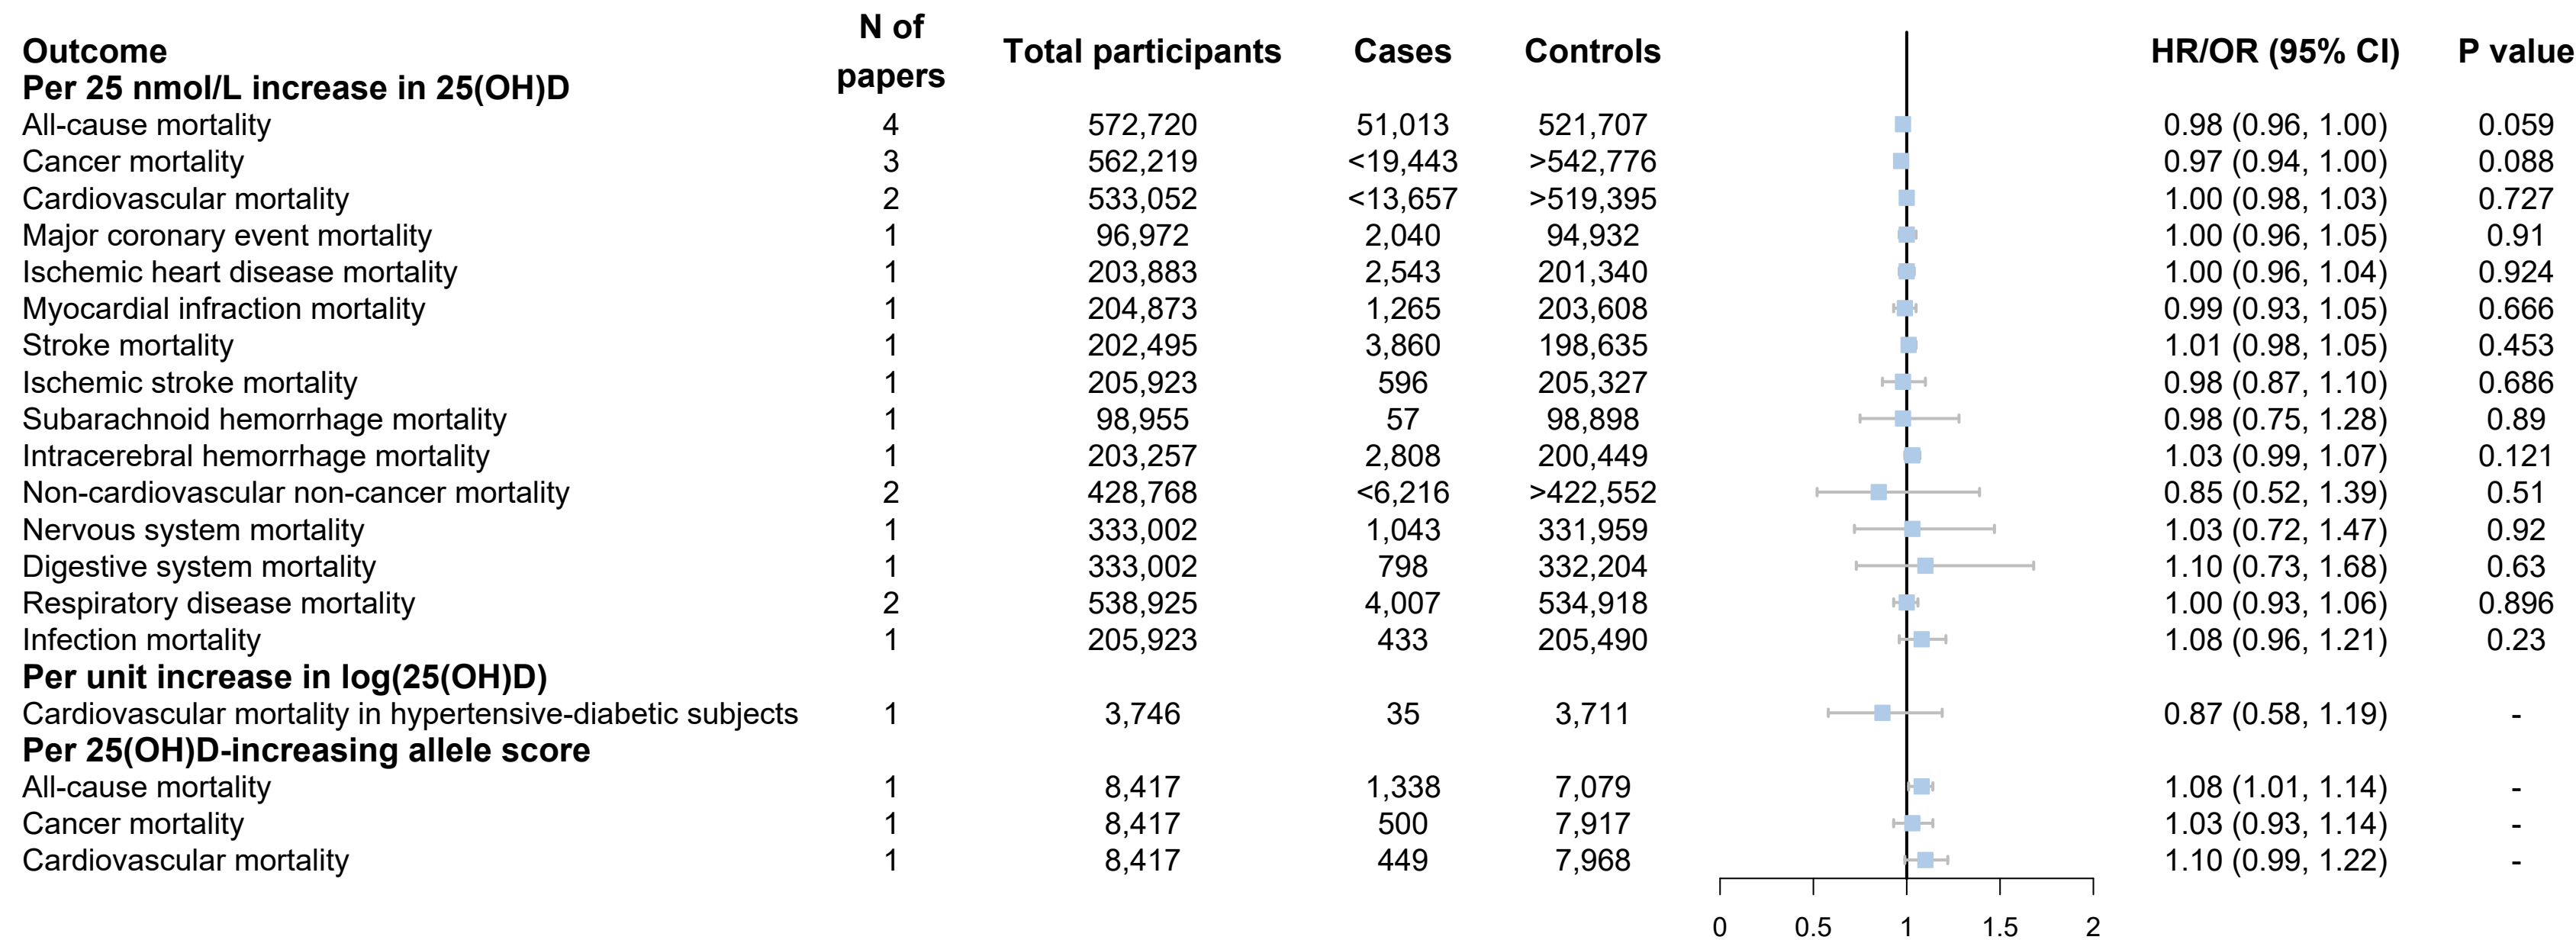 Outcome N of papers Total participants Cases Controls HR/OR (95% CI) P value
Per 25 nmol/L increase in 25(OH)D
All-cause mortality 4 572,720 51,013 521,707 0.98 (0.96, 1.00) 0.059
Cancer mortality 3 562,219 <19,443 >542,776 0.97 (0.94, 1.00) 0.088
Cardiovascular mortality 2 533,052 <13,657 >519,395 1.00 (0.98, 1.03) 0.727
Major coronary event mortality 1 96,972 2,040 94,932 1.00 (0.96, 1.05) 0.91
Ischemic heart disease mortality 1 203,883 2,543 201,340 1.00 (0.96, 1.04) 0.924
Myocardial infraction mortality 1 204,873 1,265 203,608 0.99 (0.93, 1.05) 0.666
Stroke mortality 1 202,495 3,860 198,635 1.01 (0.98, 1.05) 0.453
Ischemic stroke mortality 1 205,923 596 205,327 0.98 (0.87, 1.10) 0.686
Subarachnoid hemorrhage mortality 1 98,955 57 98,898 0.98 (0.75, 1.28) 0.89
Intracerebral hemorrhage mortality 1 203,257 2,808 200,449 1.03 (0.99, 1.07) 0.121
Non-cardiovascular non-cancer mortality 2 428,768 <6,216 >422,552 0.85 (0.52, 1.39) 0.51
Nervous system mortality 1 333,002 1,043 331,959 1.03 (0.72, 1.47) 0.92
Digestive system mortality 1 333,002 798 332,204 1.10 (0.73, 1.68) 0.63
Respiratory disease mortality 2 538,925 4,007 534,918 1.00 (0.93, 1.06) 0.896
Infection mortality 1 205,923 433 205,490 1.08 (0.96, 1.21) 0.23
Per unit increase in log(25(OH)D)
Cardiovascular mortality in hypertensive-diabetic subjects 1 3,746 35 3,711 0.87 (0.58, 1.19) -
Per 25(OH)D-increasing allele score
All-cause mortality 1 8,417 1,338 7,079 1.08 (1.01, 1.14) -
Cancer mortality 1 8,417 500 7,917 1.03 (0.93, 1.14) -
Cardiovascular mortality 1 8,417 449 7,968 1.10 (0.99, 1.22) -
0 0.5 1 1.5 2